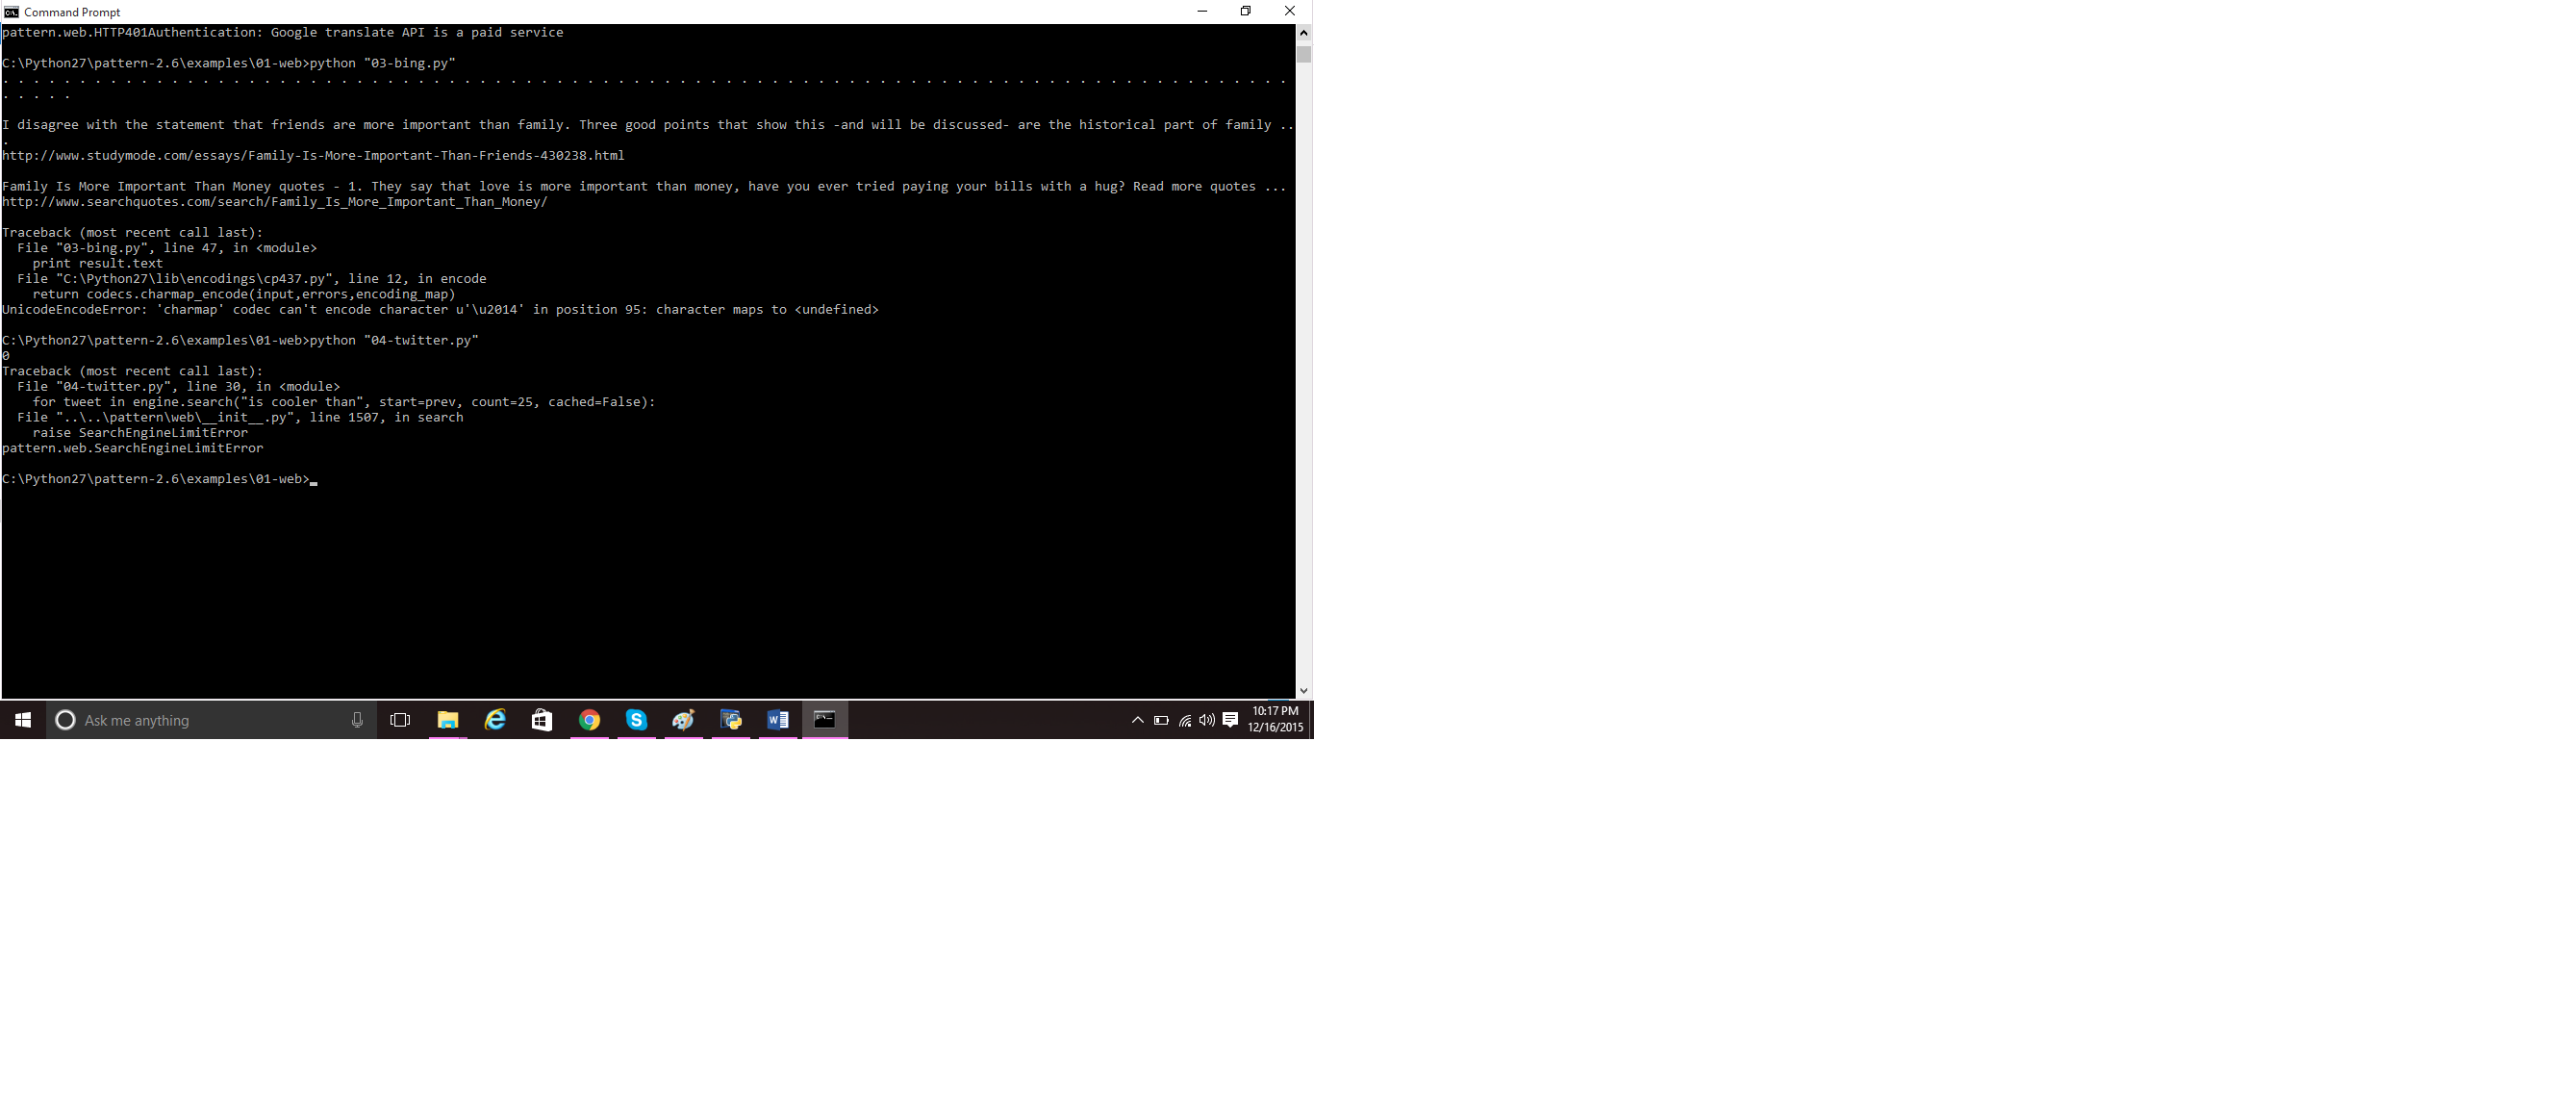 Command Prompt
pattern.web.HTTP401Authentication: Google translate API is a paid service
C:\Python27\pattern-2.6\examples\01-web>python "03-bing.py"
. . . . . . . . . . . . . . . . . . . . . . . . . . . . . . . . . . . . . . . . . . . . . . . . . . . . . . . . . . . . . . . . . . . . . . . . . . . . . . . . . . . .
. . . . .
I disagree with the statement that friends are more important than family. Three good points that show this -and will be discussed- are the historical part of family ..
.
http://www.studymode.com/essays/Family-Is-More-Important-Than-Friends-430238.html
Family Is More Important Than Money quotes - 1. They say that love is more important than money, have you ever tried paying your bills with a hug? Read more quotes ...
http://www.searchquotes.com/search/Family_Is_More_Important_Than_Money/
Traceback (most recent call last):
  File "03-bing.py", line 47, in <module>
    print result.text
  File "C:\Python27\lib\encodings\cp437.py", line 12, in encode
    return codecs.charmap_encode(input,errors,encoding_map)
UnicodeEncodeError: 'charmap' codec can't encode character u'\u2014' in position 95: character maps to <undefined>
C:\Python27\pattern-2.6\examples\01-web>python "04-twitter.py"
0
Traceback (most recent call last):
  File "04-twitter.py", line 30, in <module>
    for tweet in engine.search("is cooler than", start=prev, count=25, cached=False):
  File "..\..\pattern\web\__init__.py", line 1507, in search
    raise SearchEngineLimitError
pattern.web.SearchEngineLimitError
C:\Python27\pattern-2.6\examples\01-web>
Ask me anything
10:17 PM
12/16/2015